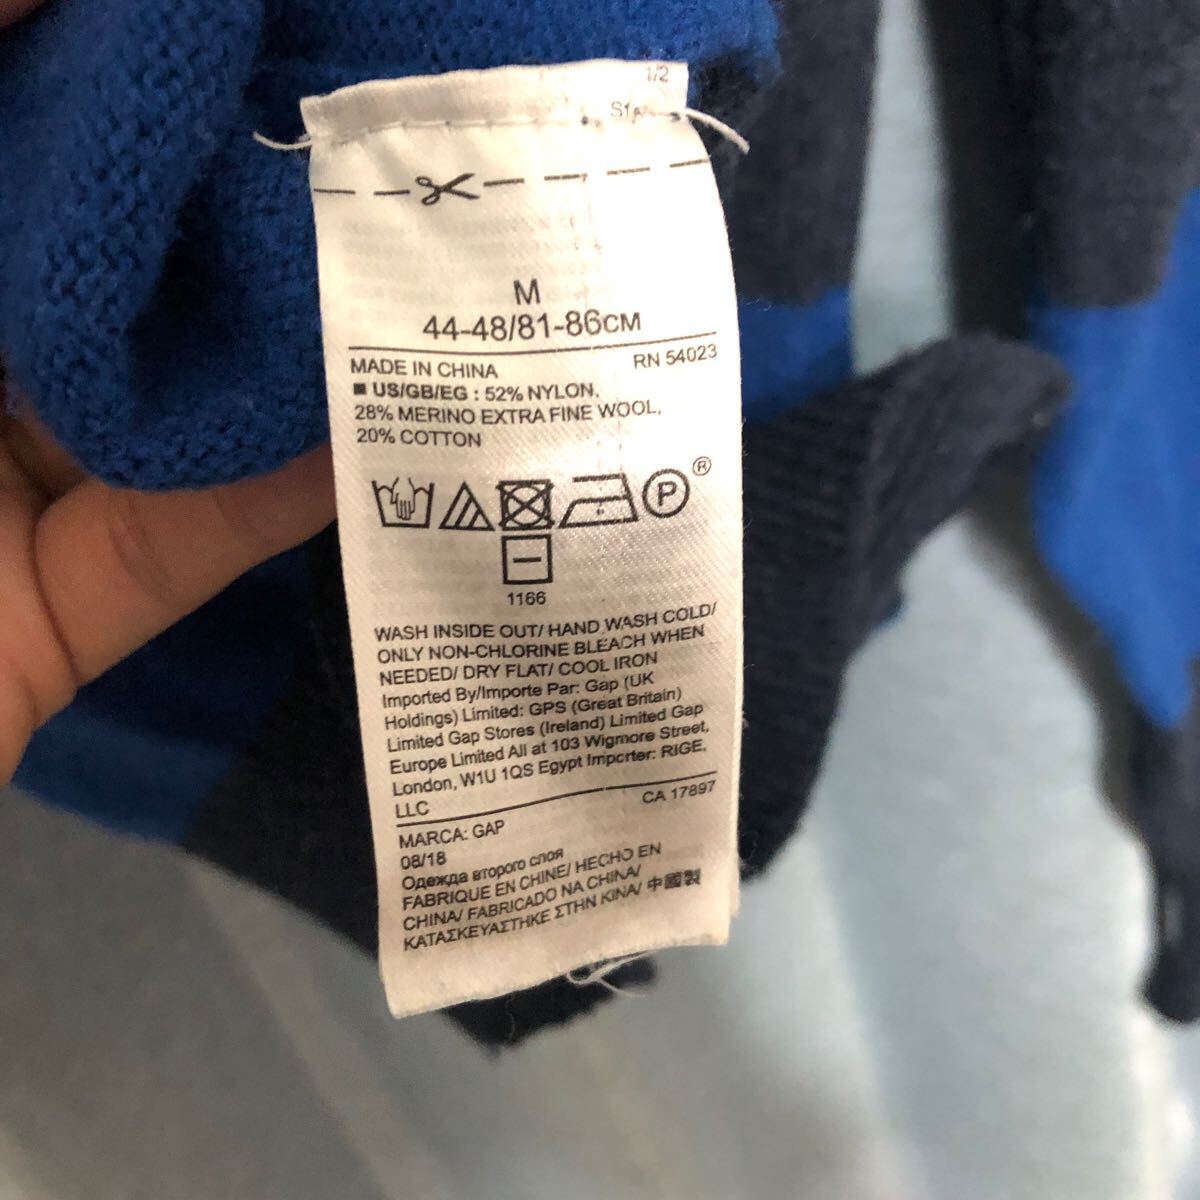 1/2
M
44-48/81-86CM
MADE IN CHINA RN 54023
■ US/GB/EG : 52% NYLON,
28% MERINO EXTRA FINE WOOL,
20% COTTON
P ®
1166
WASH INSIDE OUT/ HAND WASH COLD/
ONLY NON-CHLORINE BLEACH WHEN
NEEDED/ DRY FLAT/ COOL IRON
Imported By/Importe Par: Gap (UK
Holdings) Limited: GPS (Great Britain)
Limited Gap Stores (Ireland) Limited Gap
Europe Limited All at 103 Wigmore Street,
London, W1U 1QS Egypt Importer: RIGE,
LLC CA 17897
MARCA: GAP
08/18
Одежда второго слоя
FABRIQUE EN CHINE/ HECHO EN
CHINA/ FABRICADO NA CHINA/
ΚΑΤΑΣΚΕΥΑΣΤΗΚΕ ΣΤΗΝ ΚΙΝΑ/ 中國製